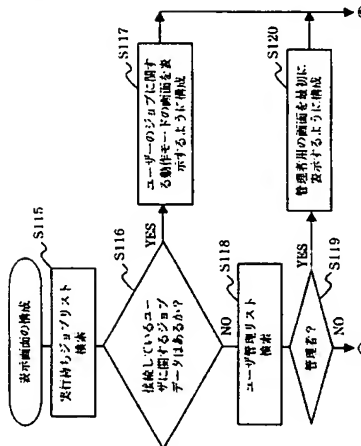 表示画面の構成
S115
実行待ちジョブリスト
検索
S116
接続しているユー
ザに関するジョブ
データはあるか?
YES
S117
ユーザーのジョブに関す
る動作モードの画面を表
示するように構成
NO
S118
ユーザ管理リスト
検索
S119
管理者?
YES
S120
管理者用の画面を最初に
表示するように構成
NO